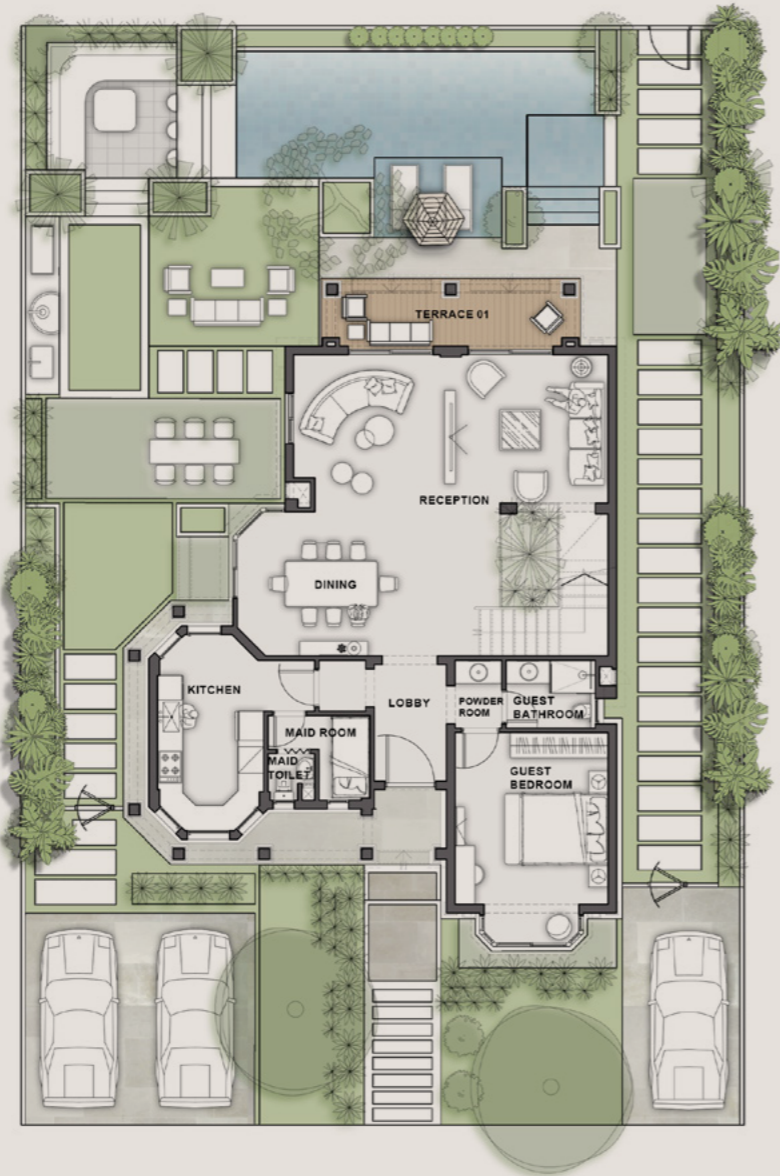 TERRACE 01
RECEPTION
DINING
KITCHEN
LOBBY
POWDER
ROOM
GUEST
BATHROOM
MAID ROOM
MAID
TOILET
GUEST
BEDROOM